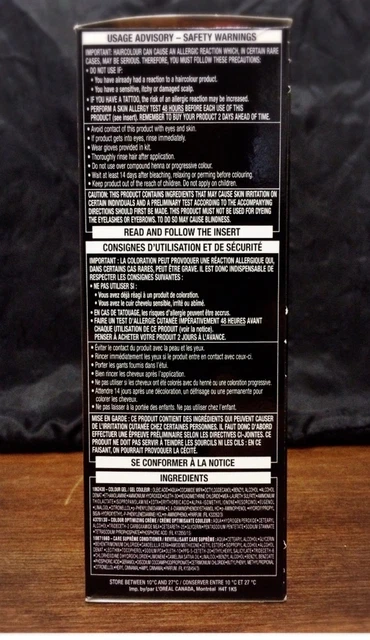 USAGE ADVISORY – SAFETY WARNINGS
IMPORTANT: HAIRCOLOUR CAN CAUSE AN ALLERGIC REACTION WHICH, IN CERTAIN RARE
CASES, MAY BE SERIOUS. THEREFORE, YOU MUST FOLLOW THESE PRECAUTIONS:
• DO NOT USE IF:
• You have already had a reaction to a haircolour product.
• You have a sensitive, itchy or damaged scalp.
• IF YOU HAVE A TATTOO, the risk of an allergic reaction may be increased.
• PERFORM A SKIN ALLERGY TEST 48 HOURS BEFORE EACH USE OF THIS
PRODUCT (see insert). REMEMBER TO BUY YOUR PRODUCT 2 DAYS AHEAD OF TIME.
• Avoid contact of this product with eyes and skin.
• If product gets into eyes, rinse immediately.
• Wear gloves provided in kit.
• Thoroughly rinse hair after application.
• Do not use over compound henna or progressive colour.
• Wait at least 14 days after bleaching, relaxing or perming before colouring.
• Keep product out of the reach of children. Do not apply on children.
CAUTION: THIS PRODUCT CONTAINS INGREDIENTS THAT MAY CAUSE SKIN IRRITATION ON
CERTAIN INDIVIDUALS AND A PRELIMINARY TEST ACCORDING TO THE ACCOMPANYING
DIRECTIONS SHOULD FIRST BE MADE. THIS PRODUCT MUST NOT BE USED FOR DYEING
THE EYELASHES OR EYEBROWS. TO DO SO MAY CAUSE BLINDNESS.
READ AND FOLLOW THE INSERT
CONSIGNES D'UTILISATION ET DE SÉCURITÉ
IMPORTANT : LA COLORATION PEUT PROVOQUER UNE RÉACTION ALLERGIQUE QUI,
DANS CERTAINS CAS RARES, PEUT ÊTRE GRAVE. IL EST DONC INDISPENSABLE DE
RESPECTER LES CONSIGNES SUIVANTES :
• NE PAS UTILISER SI :
• Vous avez déjà réagi à un produit de coloration.
• Vous avez le cuir chevelu sensible, irrité ou abîmé.
• EN CAS DE TATOUAGE, les risques d'allergie peuvent être accrus.
• FAIRE UN TEST D'ALLERGIE CUTANÉE IMPÉRATIVEMENT 48 HEURES AVANT
CHAQUE UTILISATION DE CE PRODUIT (voir la notice).
PENSER À ACHETER VOTRE PRODUIT 2 JOURS À L'AVANCE.
• Éviter le contact du produit avec la peau et les yeux.
• Rincer immédiatement les yeux si le produit entre en contact avec ceux-ci.
• Porter les gants fournis dans l'étui.
• Bien rincer les cheveux après l'application.
• Ne pas utiliser si les cheveux ont été colorés avec du henné ou une coloration progressive.
• Attendre 14 jours après une décoloration, un défrisage ou une permanente pour
colorer les cheveux.
• Ne pas laisser à la portée des enfants. Ne pas utiliser chez l'enfant.
MISE EN GARDE : CE PRODUIT CONTIENT DES INGRÉDIENTS QUI PEUVENT CAUSER
DE L'IRRITATION CUTANÉE CHEZ CERTAINES PERSONNES. IL FAUT DONC D'ABORD
EFFECTUER UNE ÉPREUVE PRÉLIMINAIRE SELON LES DIRECTIVES CI-JOINTES. CE
PRODUIT NE DOIT PAS SERVIR À TEINDRE LES SOURCILS NI LES CILS : EN CE
FAISANT, ON POURRAIT PROVOQUER LA CÉCITÉ.
SE CONFORMER À LA NOTICE
INGREDIENTS
STORE BETWEEN 10°C AND 27°C / CONSERVER ENTRE 10 °C ET 27 °C
Imp. by/par L'ORÉAL CANADA, Montréal H4T 1K5